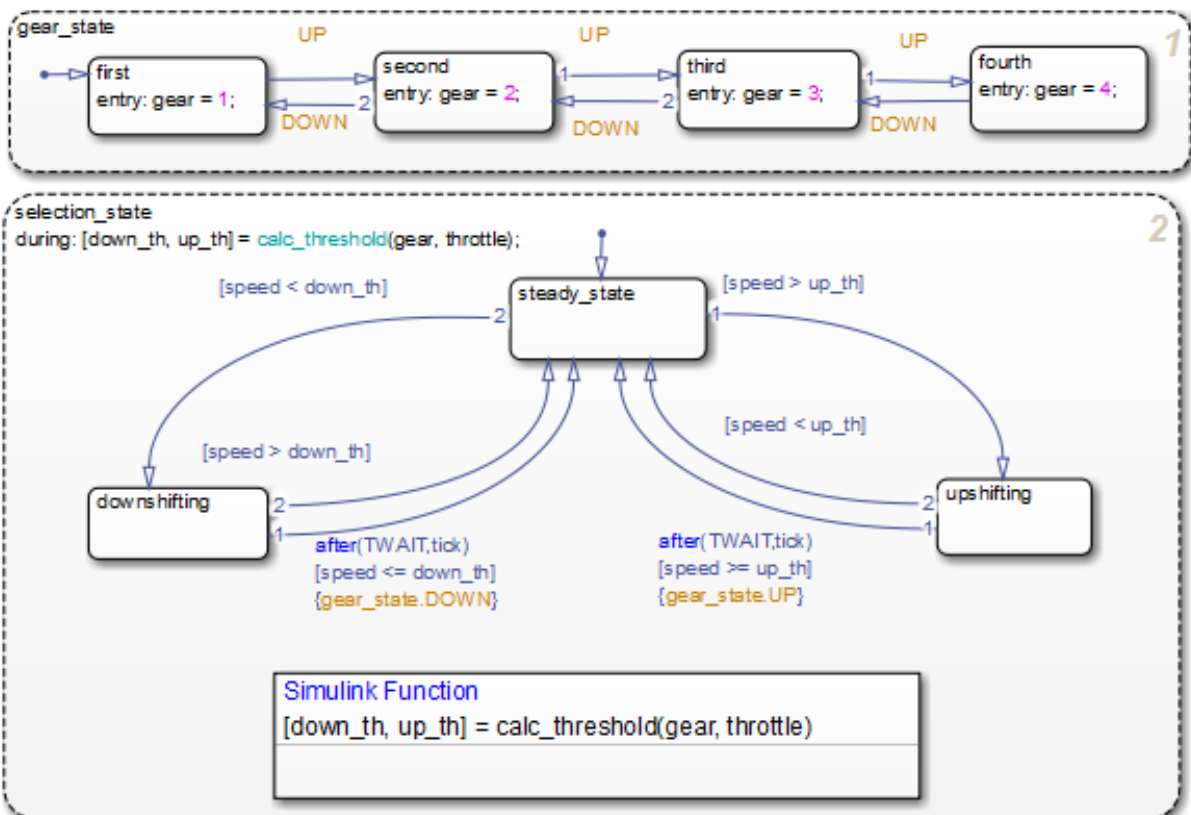 gear_state
1
UP
UP
UP
first
entry: gear = 1;
second
entry: gear = 2;
third
entry: gear = 3;
fourth
entry: gear = 4;
1
2
1
2
1
DOWN
DOWN
DOWN
selection_state
2
during: [down_th, up_th] = calc_threshold(gear, throttle);
[speed < down_th]
steady_state
[speed > up_th]
2
1
[speed > down_th]
[speed < up_th]
downshifting
2
1
upshifting
2
1
after(TWAIT,tick)
[speed <= down_th]
{gear_state.DOWN}
after(TWAIT,tick)
[speed >= up_th]
{gear_state.UP}
Simulink Function
[down_th, up_th] = calc_threshold(gear, throttle)